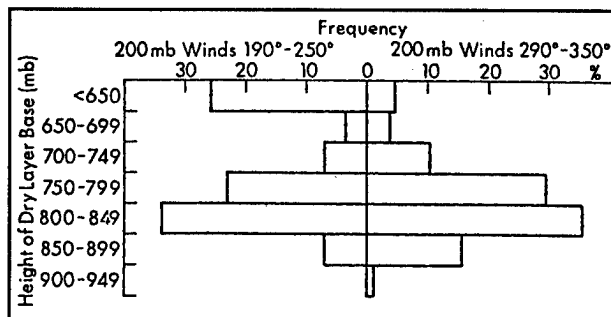 Frequency
200mb Winds 190°-250° 200mb Winds 290°-350°
30 20 10 0 10 20 30 %
Height of Dry Layer Base (mb)
<650
650-699
700-749
750-799
800-849
850-899
900-949